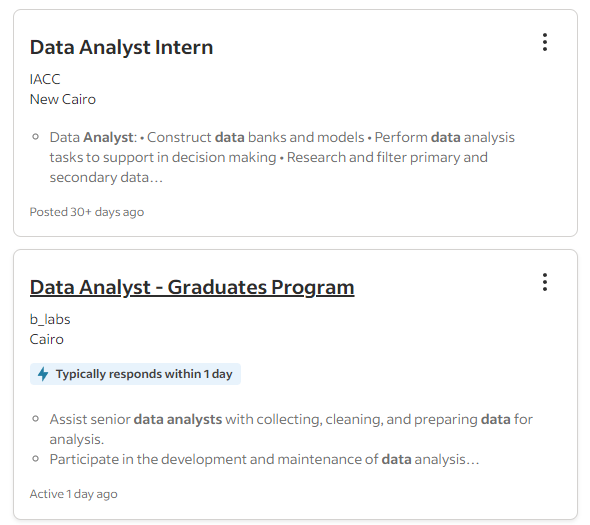 Data Analyst Intern
IACC
New Cairo
Data Analyst: • Construct data banks and models • Perform data analysis
tasks to support in decision making • Research and filter primary and
secondary data…
Posted 30+ days ago
Data Analyst - Graduates Program
b_labs
Cairo
Typically responds within 1 day
Assist senior data analysts with collecting, cleaning, and preparing data for
analysis.
Participate in the development and maintenance of data analysis…
Active 1 day ago